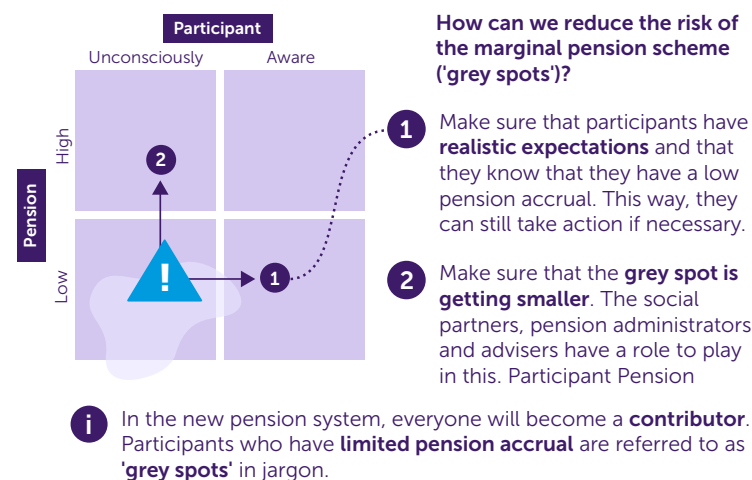 Participant
Unconsciously
Aware
Pension
High
Low
2
!
1
How can we reduce the risk of
the marginal pension scheme
('grey spots')?
1
Make sure that participants have
realistic expectations and that
they know that they have a low
pension accrual. This way, they
can still take action if necessary.
2
Make sure that the grey spot is
getting smaller. The social
partners, pension administrators
and advisers have a role to play
in this. Participant Pension
i
In the new pension system, everyone will become a contributor.
Participants who have limited pension accrual are referred to as
'grey spots' in jargon.